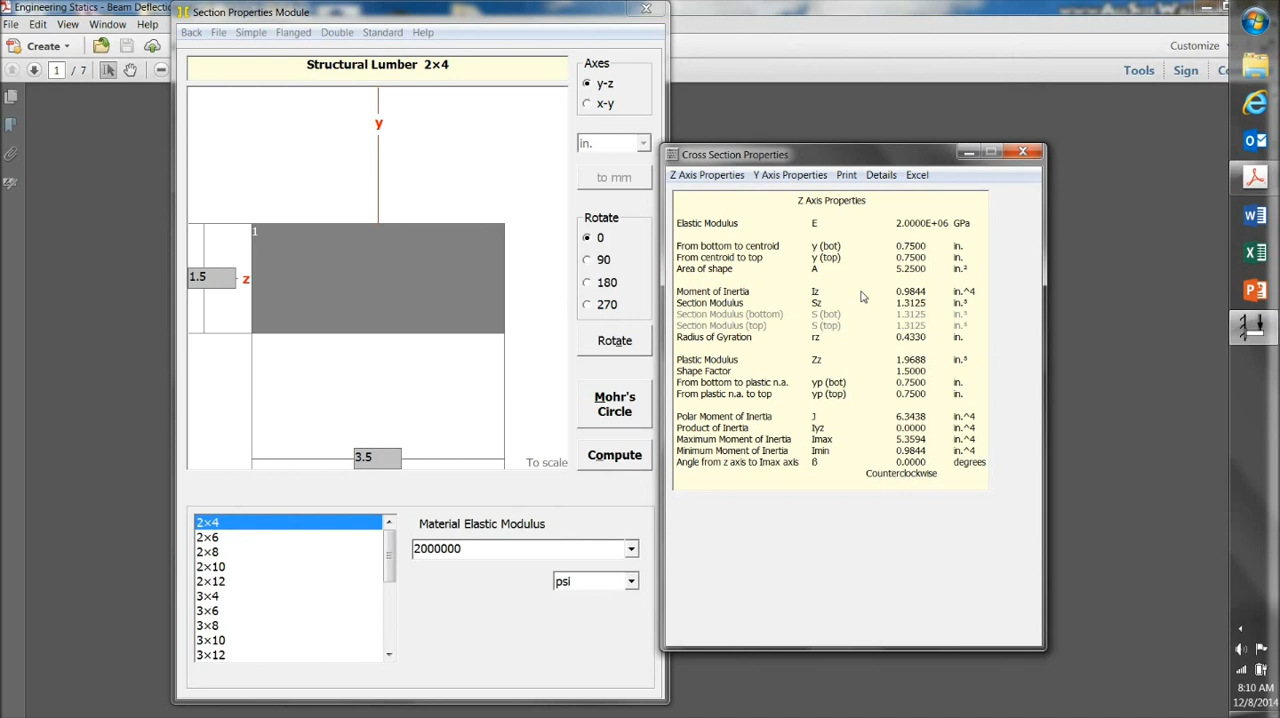 Engineering Statics - Beam Deflecti
File Edit View Window Help
Create
1 / 7
Customize
Tools Sign
Section Properties Module
Back File Simple Flanged Double Standard Help
Structural Lumber 2×4
y
1
1.5
z
3.5
To scale
Axes
y-z
x-y
in.
to mm
Rotate
0
90
180
270
Rotate
Mohr's
Circle
Compute
2×4
2×6
2×8
2×10
2×12
3×4
3×6
3×8
3×10
3×12
Material Elastic Modulus
2000000
psi
Cross Section Properties
Z Axis Properties Y Axis Properties Print Details Excel
Z Axis Properties
Elastic Modulus E 2.0000E+06 GPa
From bottom to centroid y (bot) 0.7500 in.
From centroid to top y (top) 0.7500 in.
Area of shape A 5.2500 in.²
Moment of Inertia Iz 0.9844 in.^4
Section Modulus Sz 1.3125 in.³
Section Modulus (bottom) S (bot) 1.3125 in.³
Section Modulus (top) S (top) 1.3125 in.³
Radius of Gyration rz 0.4330 in.
Plastic Modulus Zz 1.9688 in.³
Shape Factor 1.5000
From bottom to plastic n.a. yp (bot) 0.7500 in.
From plastic n.a. to top yp (top) 0.7500 in.
Polar Moment of Inertia J 6.3438 in.^4
Product of Inertia Iyz 0.0000 in.^4
Maximum Moment of Inertia Imax 5.3594 in.^4
Minimum Moment of Inertia Imin 0.9844 in.^4
Angle from z axis to Imax axis ß 0.0000 degrees
Counterclockwise
8:10 AM
12/8/2014